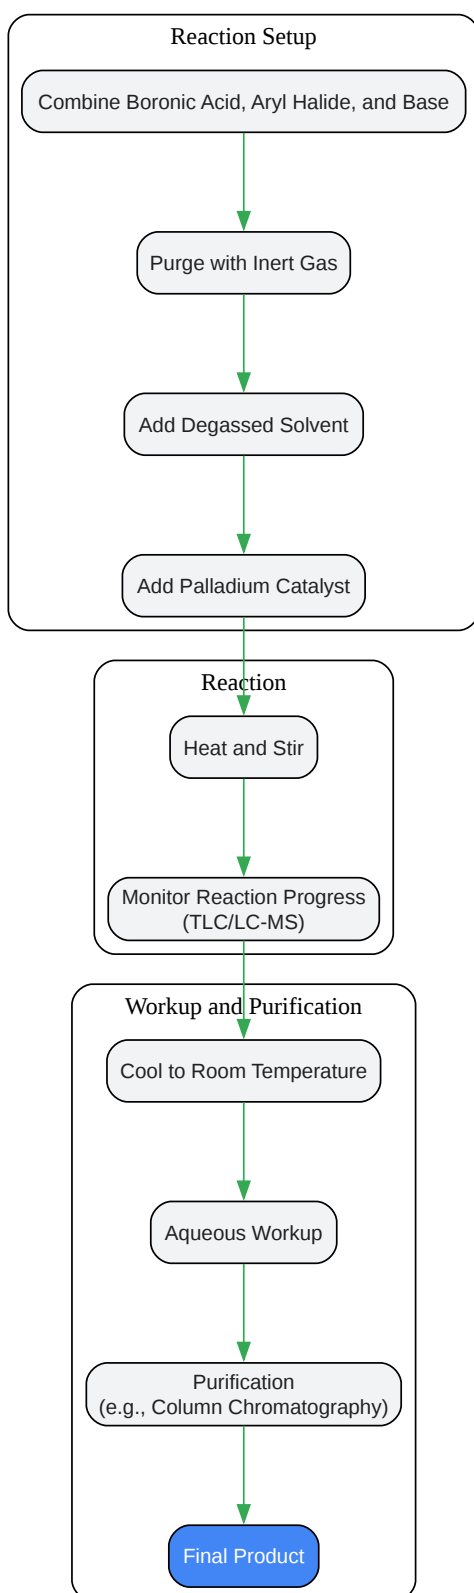 Reaction Setup
Combine Boronic Acid, Aryl Halide, and Base
Purge with Inert Gas
Add Degassed Solvent
Add Palladium Catalyst
Reaction
Heat and Stir
Monitor Reaction Progress
(TLC/LC-MS)
Workup and Purification
Cool to Room Temperature
Aqueous Workup
Purification
(e.g., Column Chromatography)
Final Product